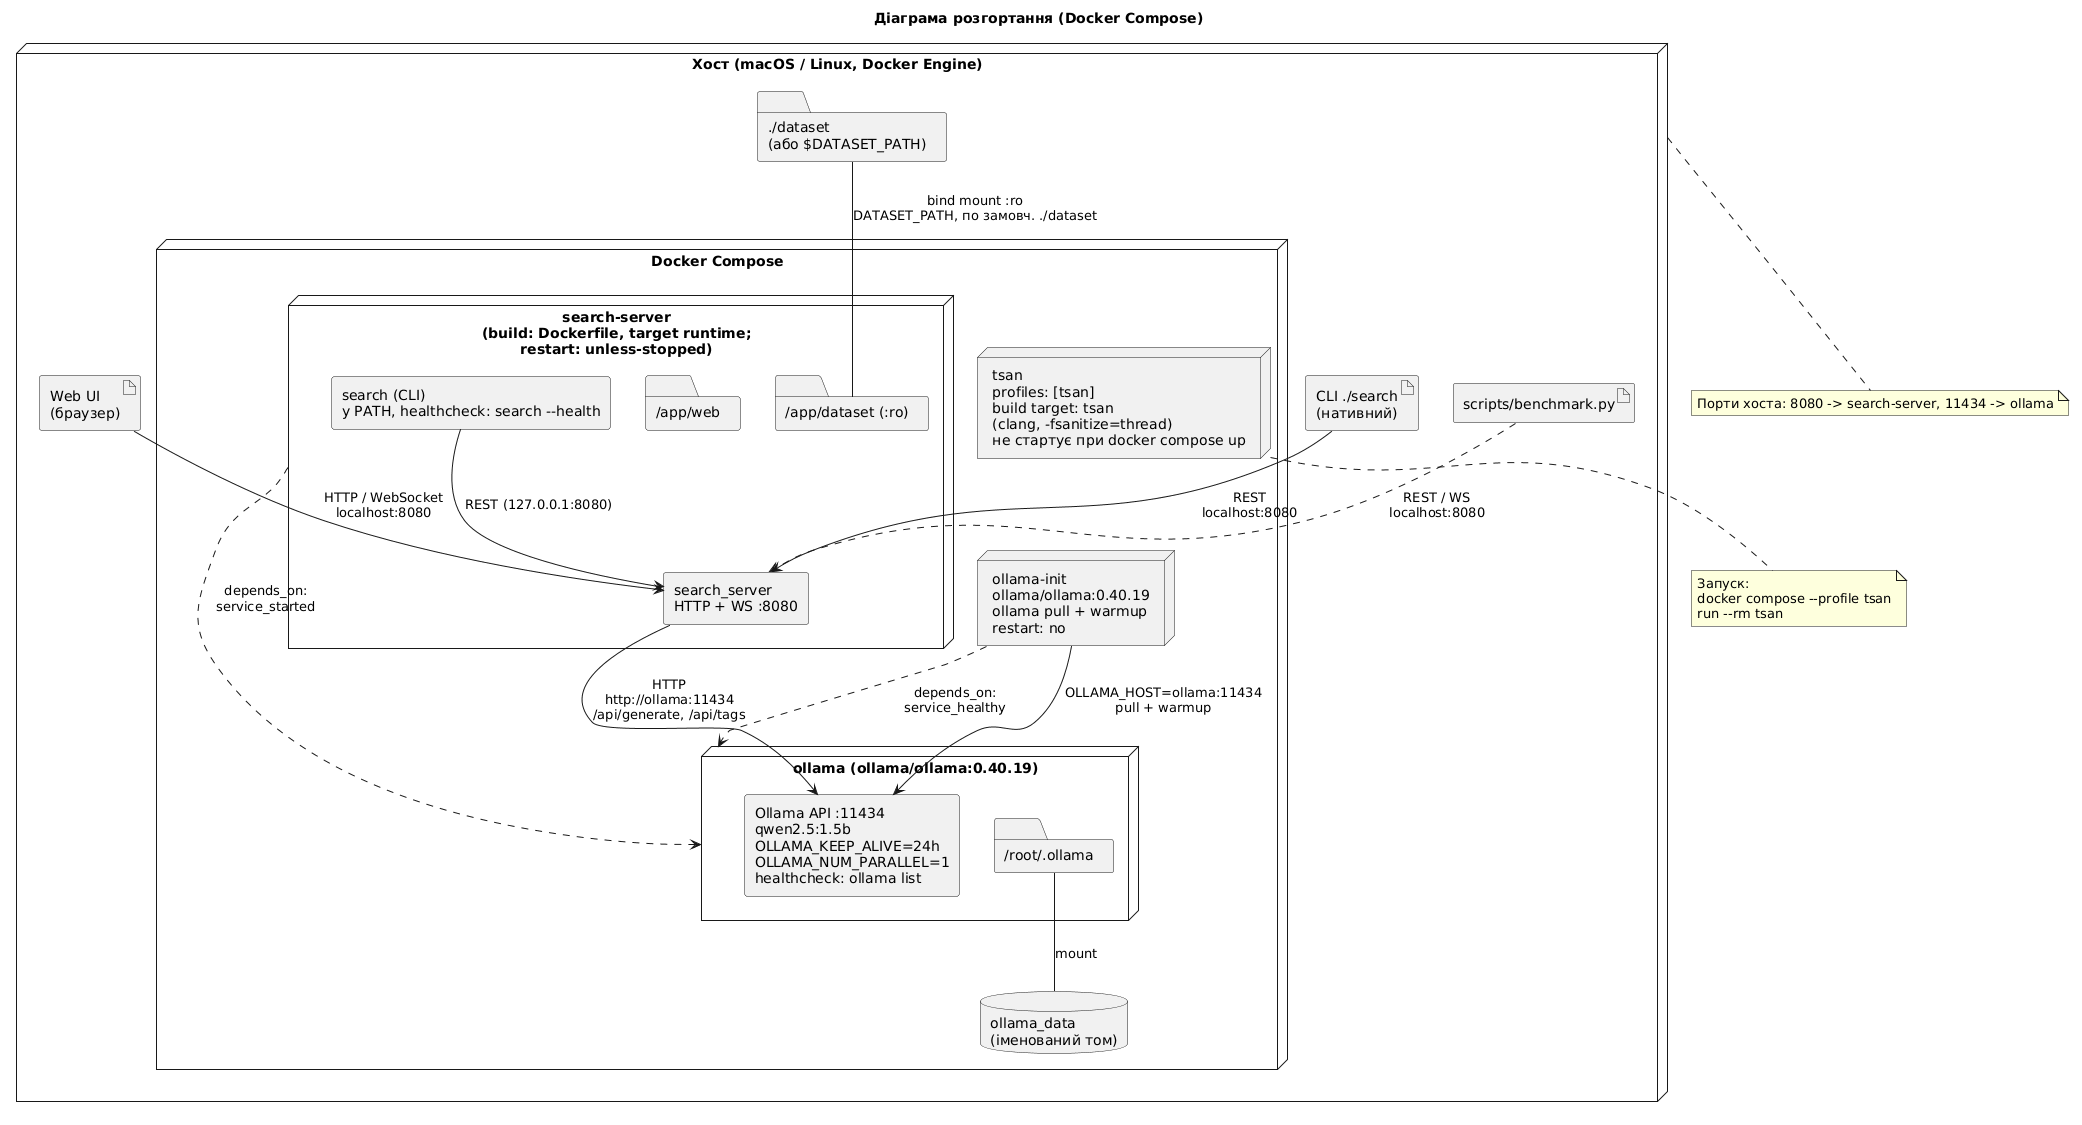 Діаграма розгортання (Docker Compose)
Хост (macOS / Linux, Docker Engine)
./dataset
(або $DATASET_PATH)
bind mount :ro
DATASET_PATH, по замовч. ./dataset
Docker Compose
search-server
(build: Dockerfile, target runtime;
restart: unless-stopped)
search (CLI)
у PATH, healthcheck: search --health
/app/web
/app/dataset (:ro)
tsan
profiles: [tsan]
build target: tsan
(clang, -fsanitize=thread)
не стартує при docker compose up
Web UI
(браузер)
CLI ./search
(нативний)
scripts/benchmark.py
Порти хоста: 8080 -> search-server, 11434 -> ollama
HTTP / WebSocket
localhost:8080
REST (127.0.0.1:8080)
REST
localhost:8080
REST / WS
localhost:8080
depends_on:
service_started
search_server
HTTP + WS :8080
ollama-init
ollama/ollama:0.40.19
ollama pull + warmup
restart: no
Запуск:
docker compose --profile tsan
run --rm tsan
HTTP
http://ollama:11434
/api/generate, /api/tags
depends_on:
service_healthy
OLLAMA_HOST=ollama:11434
pull + warmup
ollama (ollama/ollama:0.40.19)
Ollama API :11434
qwen2.5:1.5b
OLLAMA_KEEP_ALIVE=24h
OLLAMA_NUM_PARALLEL=1
healthcheck: ollama list
/root/.ollama
mount
ollama_data
(іменований том)